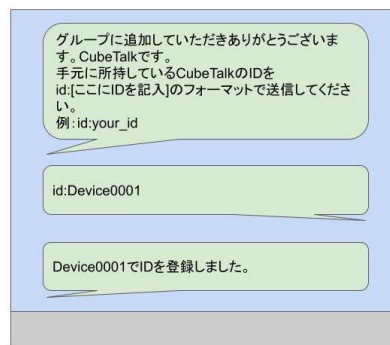 グループに追加していただきありがとうございま
す。CubeTalkです。
手元に所持しているCubeTalkのIDを
id:[ここにIDを記入]のフォーマットで送信してくださ
い。
例：id:your_id
id:Device0001
Device0001でIDを登録しました。